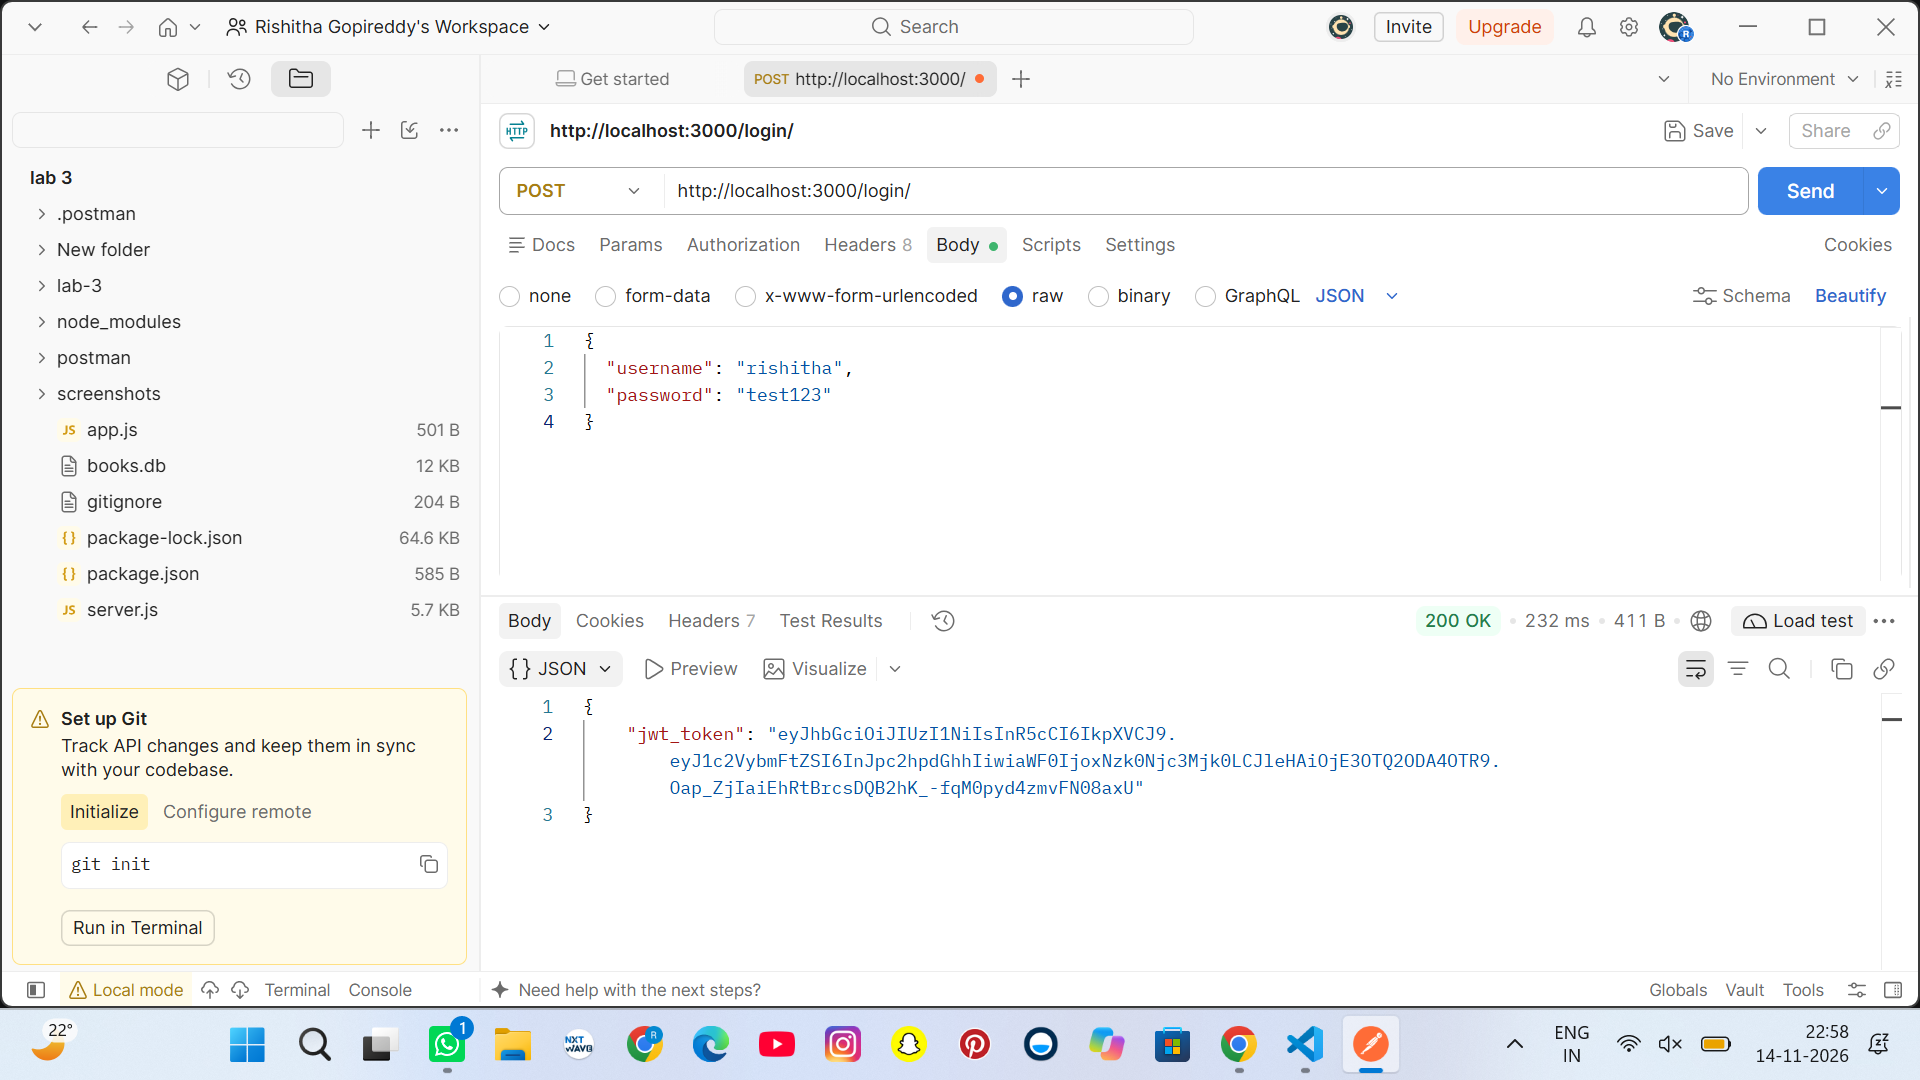 Rishitha Gopireddy's Workspace
Search
Invite
Upgrade
Get started
POST http://localhost:3000/
No Environment
HTTP http://localhost:3000/login/
Save
Share
lab 3
.postman
New folder
lab-3
node_modules
postman
screenshots
JS app.js 501 B
books.db 12 KB
gitignore 204 B
{} package-lock.json 64.6 KB
{} package.json 585 B
JS server.js 5.7 KB
Set up Git
Track API changes and keep them in sync
with your codebase.
Initialize Configure remote
git init
Run in Terminal
POST http://localhost:3000/login/
Send
Docs Params Authorization Headers 8 Body Scripts Settings Cookies
none form-data x-www-form-urlencoded raw binary GraphQL JSON Schema Beautify
1 {
2 "username": "rishitha",
3 "password": "test123"
4 }
Body Cookies Headers 7 Test Results 200 OK 232 ms 411 B Load test
{} JSON Preview Visualize
1 {
2 "jwt_token": "eyJhbGciOiJIUzI1NiIsInR5cCI6IkpXVCJ9.
eyJ1c2VybmFtZSI6InJpc2hpdGhhIiwiaWF0IjoxNzk0Njc3Mjk0LCJleHAiOjE3OTQ2ODA4OTR9.
Oap_ZjIaiEhRtBrcsDQB2hK_-fqM0pyd4zmvFN08axU"
3 }
Local mode Terminal Console Need help with the next steps? Globals Vault Tools
22°
1
NXT
WAVE
R
ENG
IN
22:58
14-11-2026